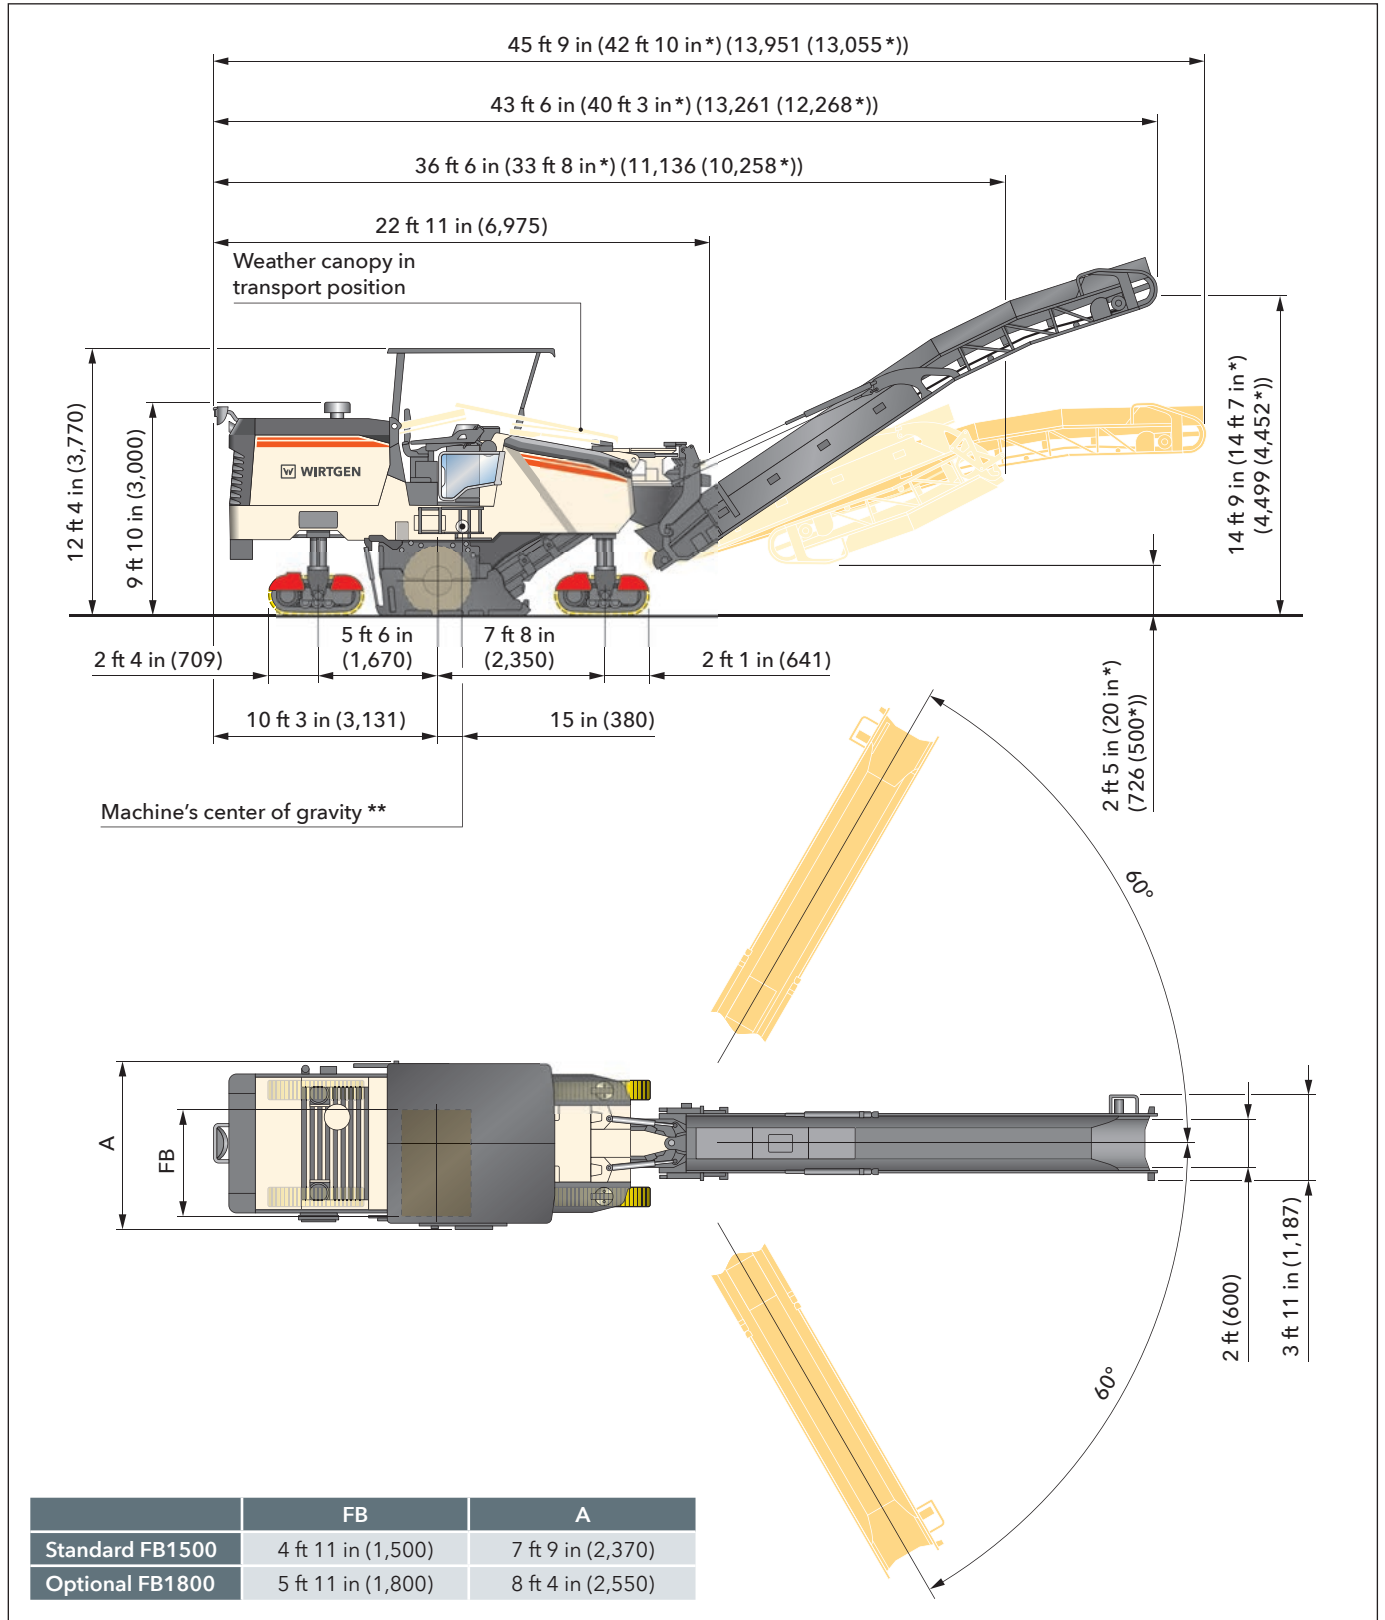 45 ft 9 in (42 ft 10 in*) (13,951 (13,055*))
43 ft 6 in (40 ft 3 in*) (13,261 (12,268*))
36 ft 6 in (33 ft 8 in*) (11,136 (10,258*))
22 ft 11 in (6,975)
Weather canopy in
transport position
12 ft 4 in (3,770)
9 ft 10 in (3,000)
W WIRTGEN
14 ft 9 in (14 ft 7 in*)
(4,499 (4,452*))
5 ft 6 in
(1,670)
7 ft 8 in
(2,350)
2 ft 4 in (709)
2 ft 1 in (641)
10 ft 3 in (3,131)
15 in (380)
2 ft 5 in (20 in*)
(726 (500*))
Machine's center of gravity **
60°
A
FB
2 ft (600)
3 ft 11 in (1,187)
60°
FB A
Standard FB1500 4 ft 11 in (1,500) 7 ft 9 in (2,370)
Optional FB1800 5 ft 11 in (1,800) 8 ft 4 in (2,550)